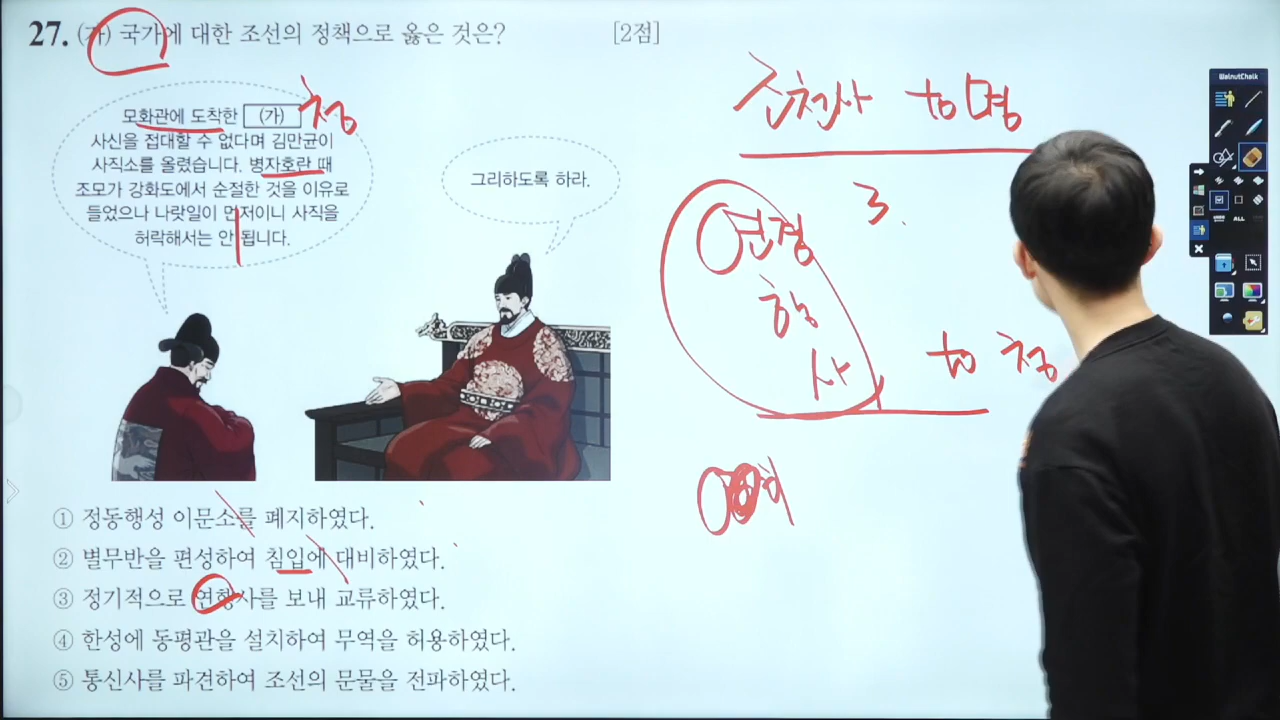 27. (가) 국가에 대한 조선의 정책으로 옳은 것은? [2점]
모화관에 도착한 (가)
사신을 접대할 수 없다며 김만균이
사직소를 올렸습니다. 병자호란 때
조모가 강화도에서 순절한 것을 이유로
들었으나 나랏일이 먼저이니 사직을
허락해서는 안 됩니다.
청
그리하도록 하라.
① 정동행성 이문소를 폐지하였다.
② 별무반을 편성하여 침입에 대비하였다.
③ 정기적으로 연행사를 보내 교류하였다.
④ 한성에 동평관을 설치하여 무역을 허용하였다.
⑤ 통신사를 파견하여 조선의 문물을 전파하였다.
조천사 to 명
3.
연경
행
사 to 청
WalnutChalk
ALL